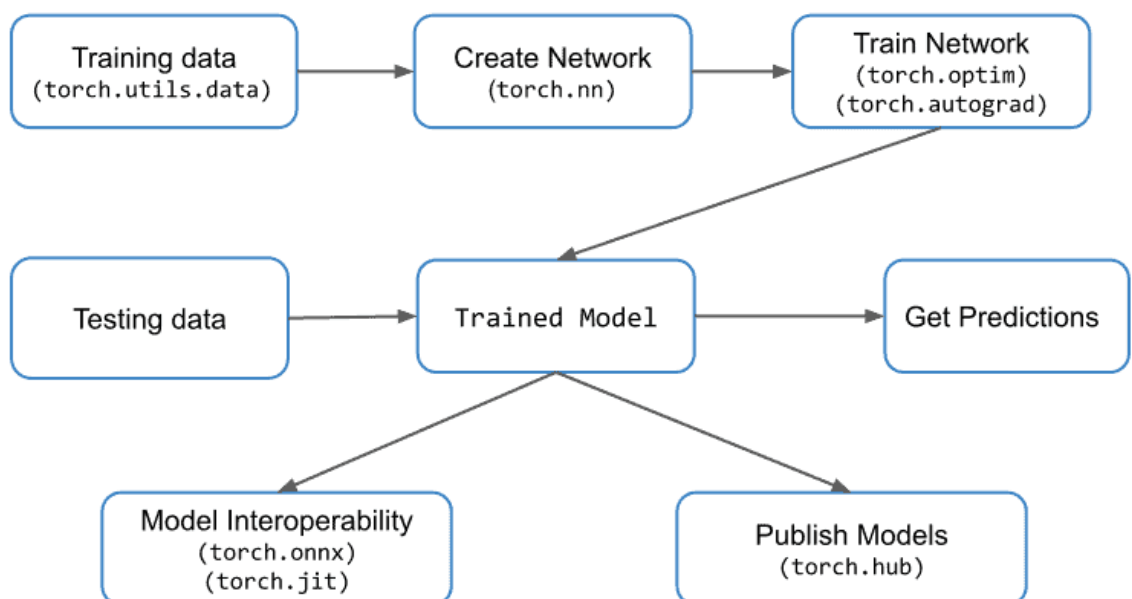 Training data
(torch.utils.data)
Create Network
(torch.nn)
Train Network
(torch.optim)
(torch.autograd)
Testing data
Trained Model
Get Predictions
Model Interoperability
(torch.onnx)
(torch.jit)
Publish Models
(torch.hub)